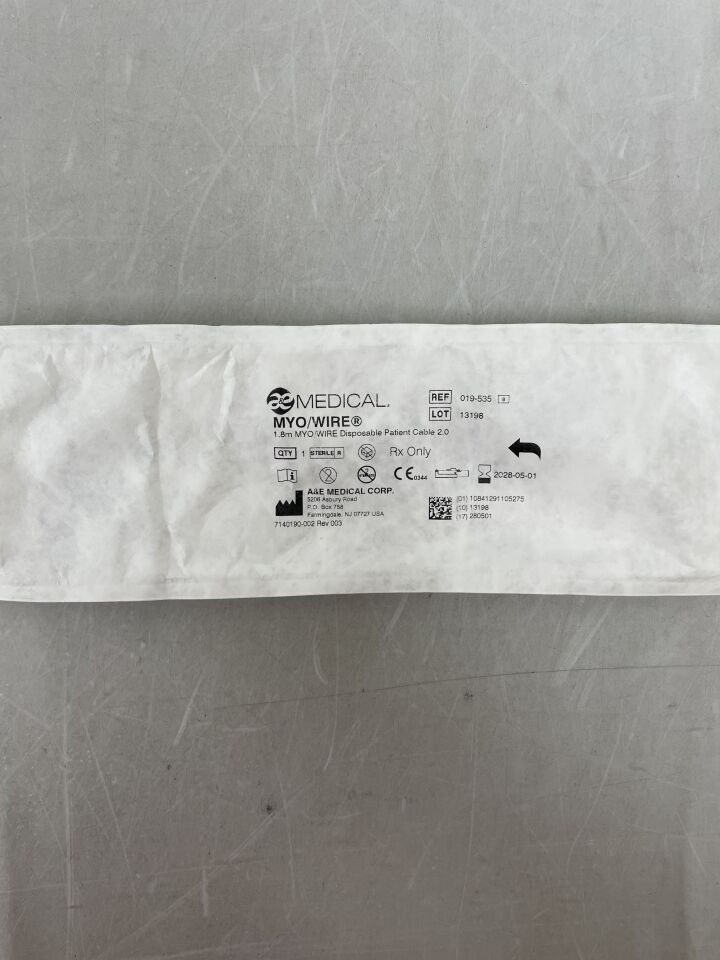 a&e MEDICAL.
MYO/WIRE®
1.8m MYO/WIRE Disposable Patient Cable 2.0
REF 019-535
LOT 13198
QTY 1 STERILE R Rx Only
CE 0344 2028-05-01
A&E MEDICAL CORP.
5206 Asbury Road
P.O. Box 758
Farmingdale, NJ 07727 USA
7140190-002 Rev 003
(01) 10841291105275
(10) 13198
(17) 280501